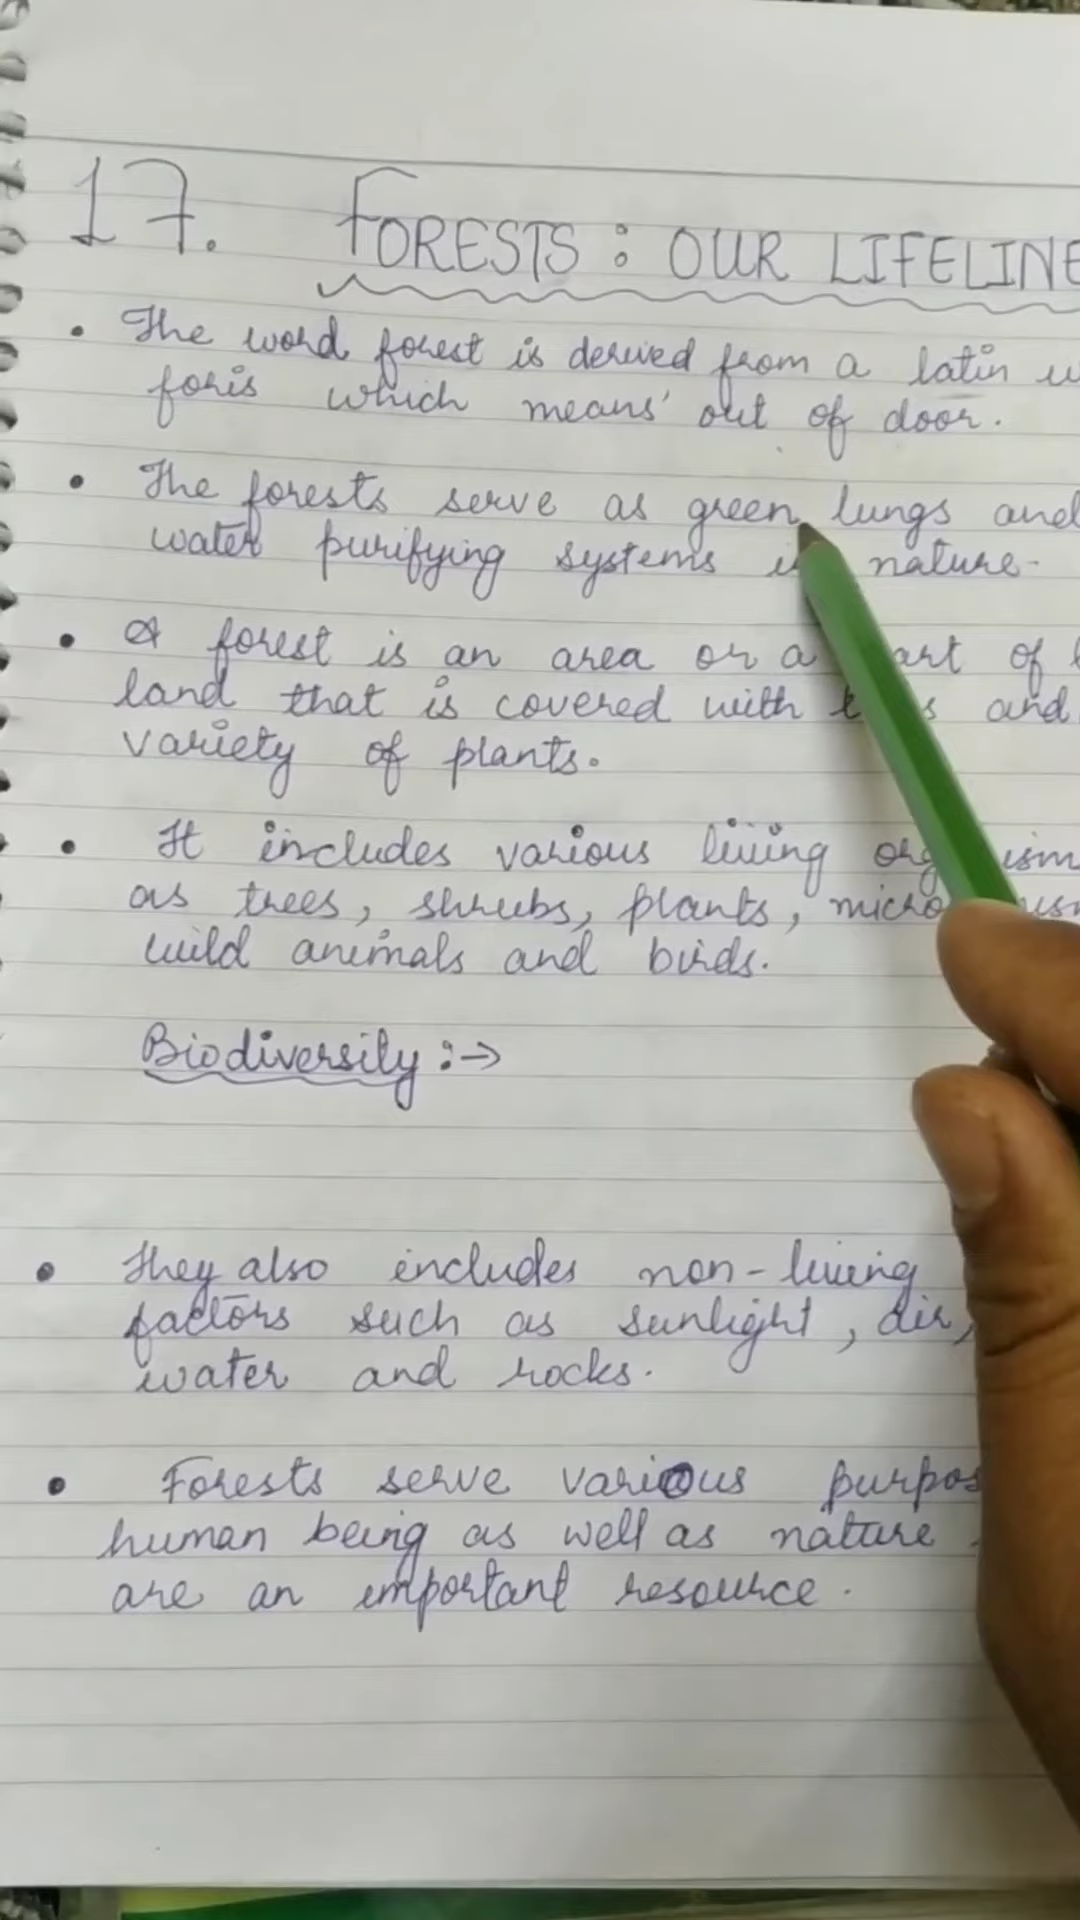 17. FORESTS : OUR LIFELINE
• The word forest is derived from a latin
foris which means' out of door.
• The forests serve as green lungs and
water purifying systems nature.
• A forest is an area or a of
land that is covered with and
variety of plants.
• It includes various living
as trees, shrubs, plants,
wild animals and birds.
Biodiversity :→
• They also includes non-living
factors such as sunlight, air,
water and rocks.
• Forests serve various
human being as well as nature
are an important resource.